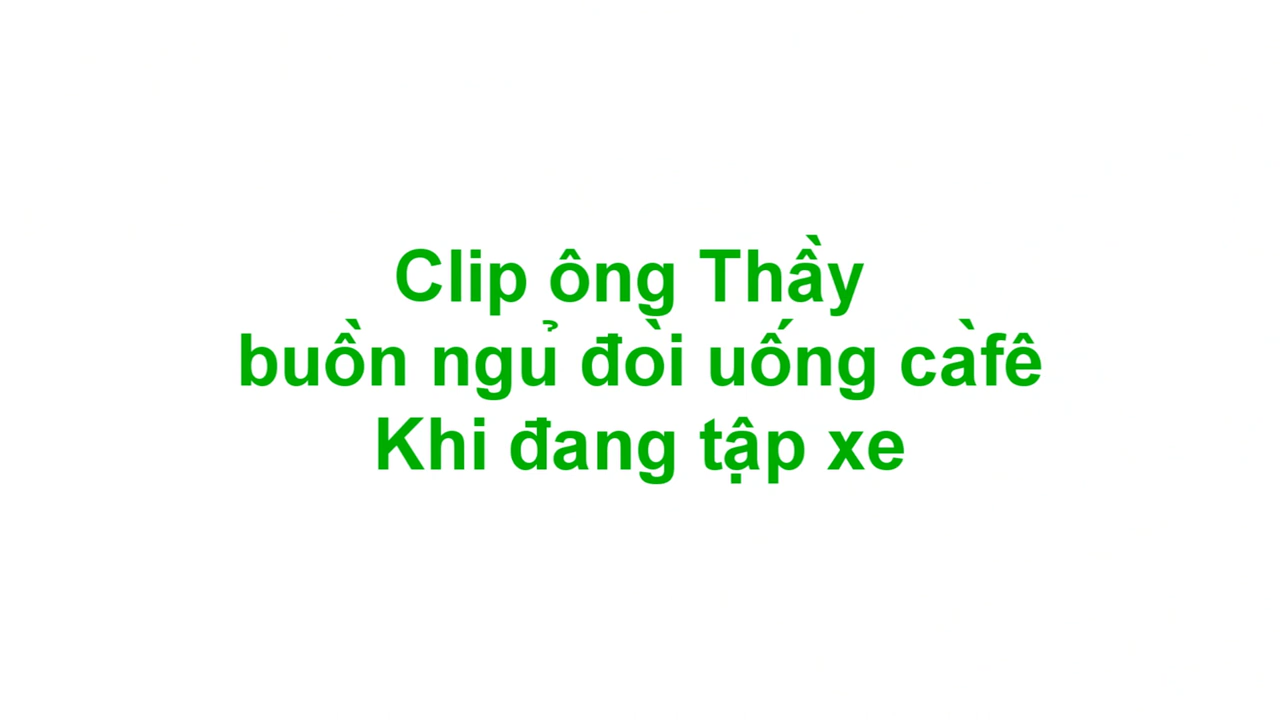 Clip ông Thầy
buồn ngủ đòi uống càfê
Khi đang tập xe